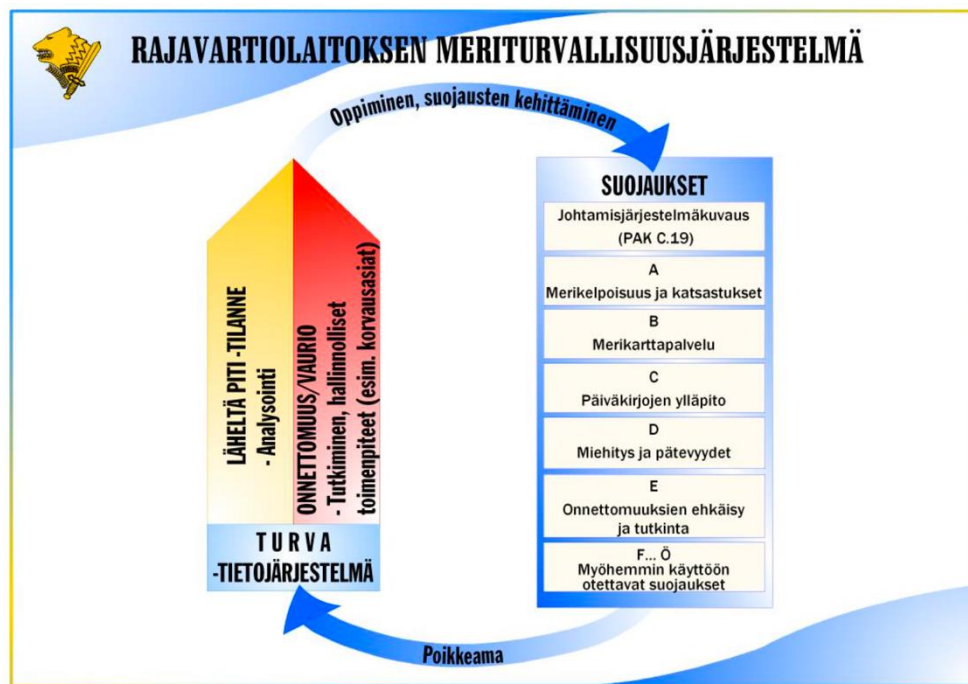 RAJAVARTIOLAITOKSEN MERITURVALLISUUSJÄRJESTELMÄ
Oppiminen, suojausten kehittäminen
LÄHELTÄ PITI -TILANNE
- Analysointi
ONNETTOMUUS/VAURIO
- Tutkiminen, hallinnolliset
toimenpiteet (esim. korvausasiat)
TURVA
-TIETOJÄRJESTELMÄ
SUOJAUKSET
Johtamisjärjestelmäkuvaus
(PAK C.19)
A
Merikelpoisuus ja katsastukset
B
Merikarttapalvelu
C
Päiväkirjojen ylläpito
D
Miehitys ja pätevyydet
E
Onnettomuuksien ehkäisy
ja tutkinta
F... Ö
Myöhemmin käyttöön
otettavat suojaukset
Poikkeama